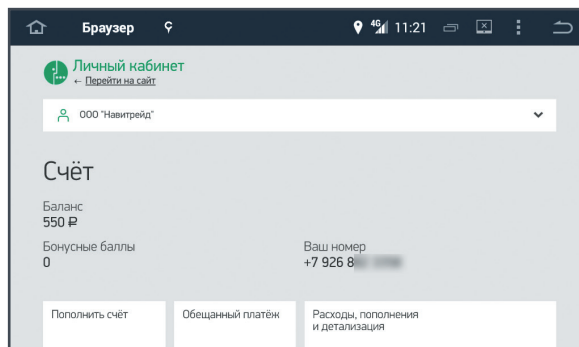 Браузер 4G 11:21
Личный кабинет
← Перейти на сайт
ООО "Навитрейд"
Счёт
Баланс
550 ₽
Бонусные баллы
0
Ваш номер
+7 926 8
Пополнить счёт
Обещанный платёж
Расходы, пополнения
и детализация